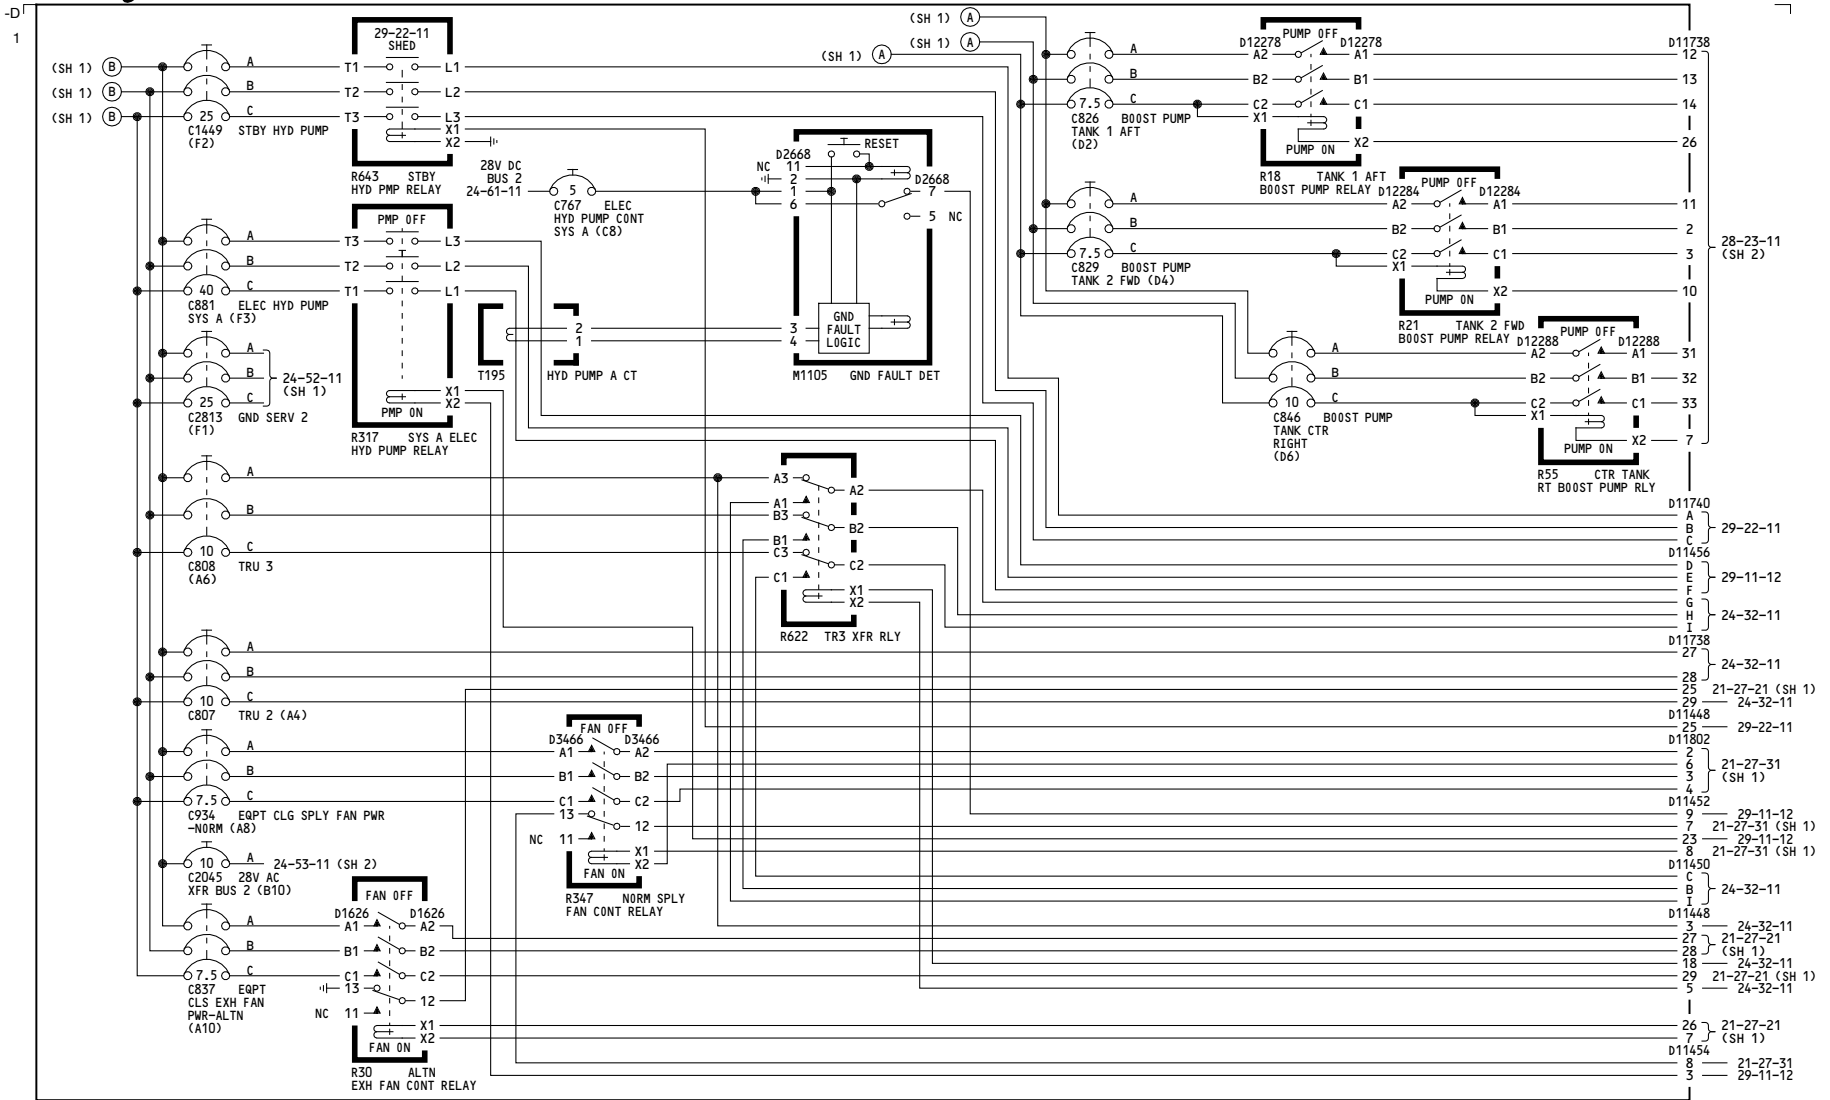 -D
1
(SH 1) A
(SH 1) A
(SH 1) A
(SH 1) B
(SH 1) B
(SH 1) B
A
B
25 C
C1449 STBY HYD PUMP
(F2)
29-22-11
SHED
T1 L1
T2 L2
T3 L3
X1
X2
R643 STBY
HYD PMP RELAY
28V DC
BUS 2
24-61-11
5
C767 ELEC
HYD PUMP CONT
SYS A (C8)
RESET
D2668
NC 11
2
1
6
D2668
7
5 NC
GND
FAULT
LOGIC
3
4
M1105 GND FAULT DET
A
B
40 C
C881 ELEC HYD PUMP
SYS A (F3)
PMP OFF
T3 L3
T2 L2
T1 L1
X1
X2
PMP ON
R317 SYS A ELEC
HYD PUMP RELAY
2
1
T195 HYD PUMP A CT
A
B
25 C
24-52-11
(SH 1)
C2813 GND SERV 2
(F1)
A
B
10 C
C808 TRU 3
(A6)
A3 A2
A1
B3 B2
B1
C3 C2
C1
X1
X2
R622 TR3 XFR RLY
A
B
10 C
C807 TRU 2 (A4)
A
B
7.5 C
C934 EQPT CLG SPLY FAN PWR
-NORM (A8)
FAN OFF
D3466 D3466
A1 A2
B1 B2
C1 C2
13
12
NC 11
X1
X2
FAN ON
R347 NORM SPLY
FAN CONT RELAY
10 A 24-53-11 (SH 2)
C2045 28V AC
XFR BUS 2 (B10)
A
B
7.5 C
C837 EQPT
CLS EXH FAN
PWR-ALTN
(A10)
FAN OFF
D1626 D1626
A1 A2
B1 B2
C1 C2
13
12
NC 11
X1
X2
FAN ON
R30 ALTN
EXH FAN CONT RELAY
A
B
7.5 C
C826 BOOST PUMP
TANK 1 AFT
(D2)
PUMP OFF
D12278 D12278
A2 A1
B2 B1
C2 C1
X1
X2
PUMP ON
R18 TANK 1 AFT
BOOST PUMP RELAY
A
B
7.5 C
C829 BOOST PUMP
TANK 2 FWD (D4)
PUMP OFF
D12284 D12284
A2 A1
B2 B1
C2 C1
X1
X2
PUMP ON
R21 TANK 2 FWD
BOOST PUMP RELAY
A
B
10 C
C846 BOOST PUMP
TANK CTR
RIGHT
(D6)
PUMP OFF
D12288 D12288
A2 A1
B2 B1
C2 C1
X1
X2
PUMP ON
R55 CTR TANK
RT BOOST PUMP RLY
D11738
12
13
14
26
11
2
3
10
31
32
33
7
28-23-11
(SH 2)
D11740
A
B
C
29-22-11
D11456
D
E
F
29-11-12
G
H
I
24-32-11
D11738
27
28
24-32-11
25 21-27-21 (SH 1)
29 24-32-11
D11448
25 29-22-11
D11802
2
6
3
4
21-27-31
(SH 1)
D11452
9 29-11-12
7 21-27-31 (SH 1)
23 29-11-12
8 21-27-31 (SH 1)
D11450
C
B
I
24-32-11
D11448
3 24-32-11
27
28
21-27-21
(SH 1)
18 24-32-11
29 21-27-21 (SH 1)
5 24-32-11
26
7
21-27-21
(SH 1)
D11454
8 21-27-31
3 29-11-12